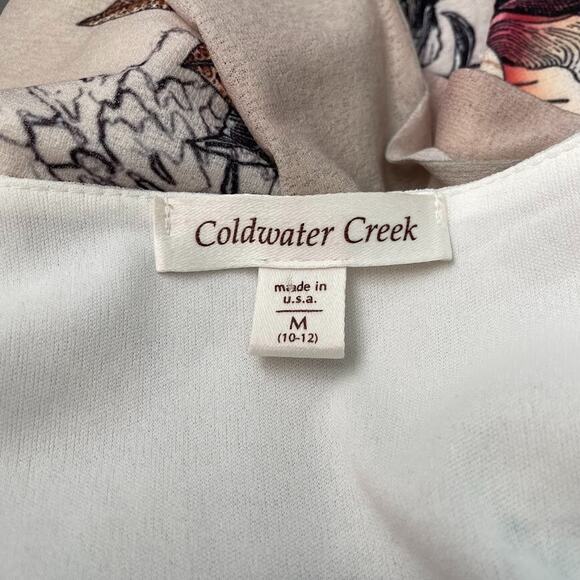 Coldwater Creek
made in
u.s.a.
M
(10-12)